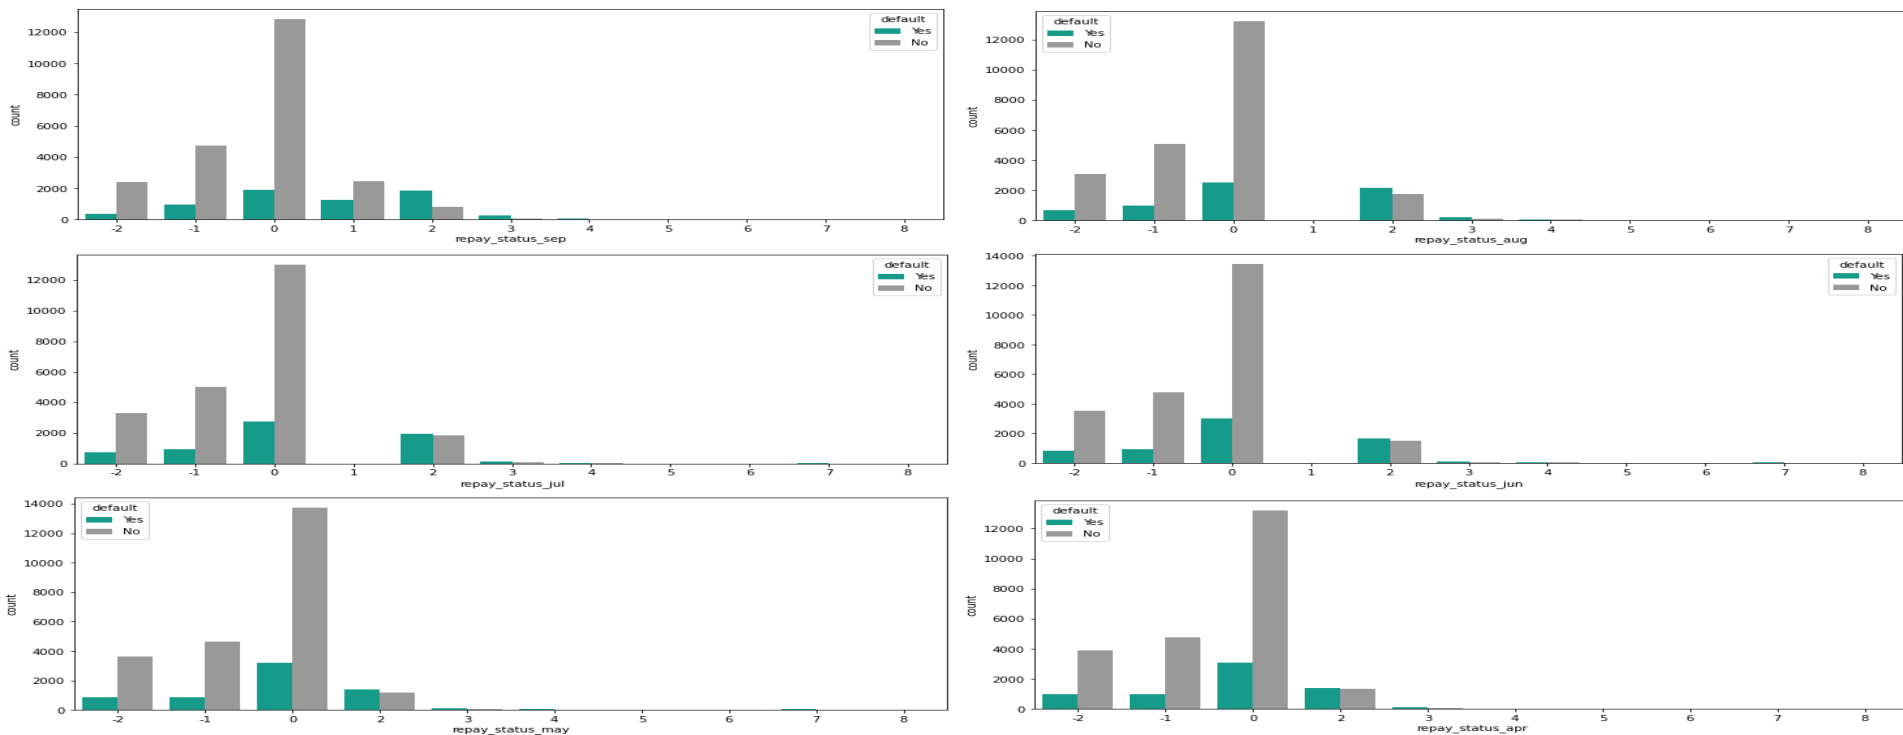 default
Yes
No
12000
10000
8000
6000
4000
2000
0
count
-2 -1 0 1 2 3 4 5 6 7 8
repay_status_sep
default
Yes
No
12000
10000
8000
6000
4000
2000
0
count
-2 -1 0 1 2 3 4 5 6 7 8
repay_status_aug
default
Yes
No
12000
10000
8000
6000
4000
2000
0
count
-2 -1 0 1 2 3 4 5 6 7 8
repay_status_jul
default
Yes
No
14000
12000
10000
8000
6000
4000
2000
0
count
-2 -1 0 1 2 3 4 5 6 7 8
repay_status_jun
default
Yes
No
14000
12000
10000
8000
6000
4000
2000
0
count
-2 -1 0 2 3 4 5 6 7 8
repay_status_may
default
Yes
No
12000
10000
8000
6000
4000
2000
0
count
-2 -1 0 2 3 4 5 6 7 8
repay_status_apr